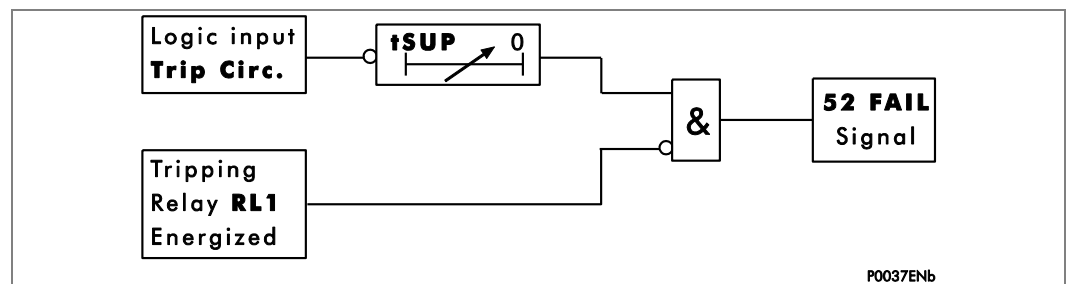 Logic input
Trip Circ.
tSUP 0
&
52 FAIL
Signal
Tripping
Relay RL1
Energized
P0037ENb